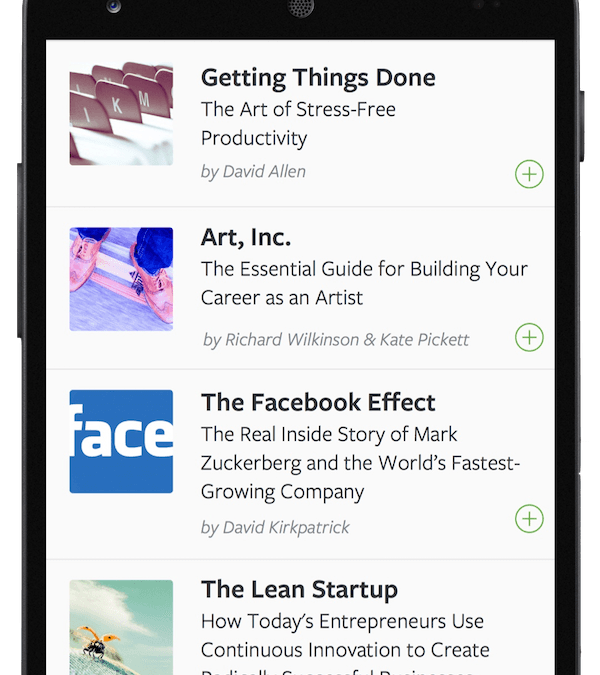 K M
Getting Things Done
The Art of Stress-Free
Productivity
by David Allen
Art, Inc.
The Essential Guide for Building Your
Career as an Artist
by Richard Wilkinson & Kate Pickett
face
The Facebook Effect
The Real Inside Story of Mark
Zuckerberg and the World’s Fastest-
Growing Company
by David Kirkpatrick
The Lean Startup
How Today’s Entrepreneurs Use
Continuous Innovation to Create
Radically Successful Businesses